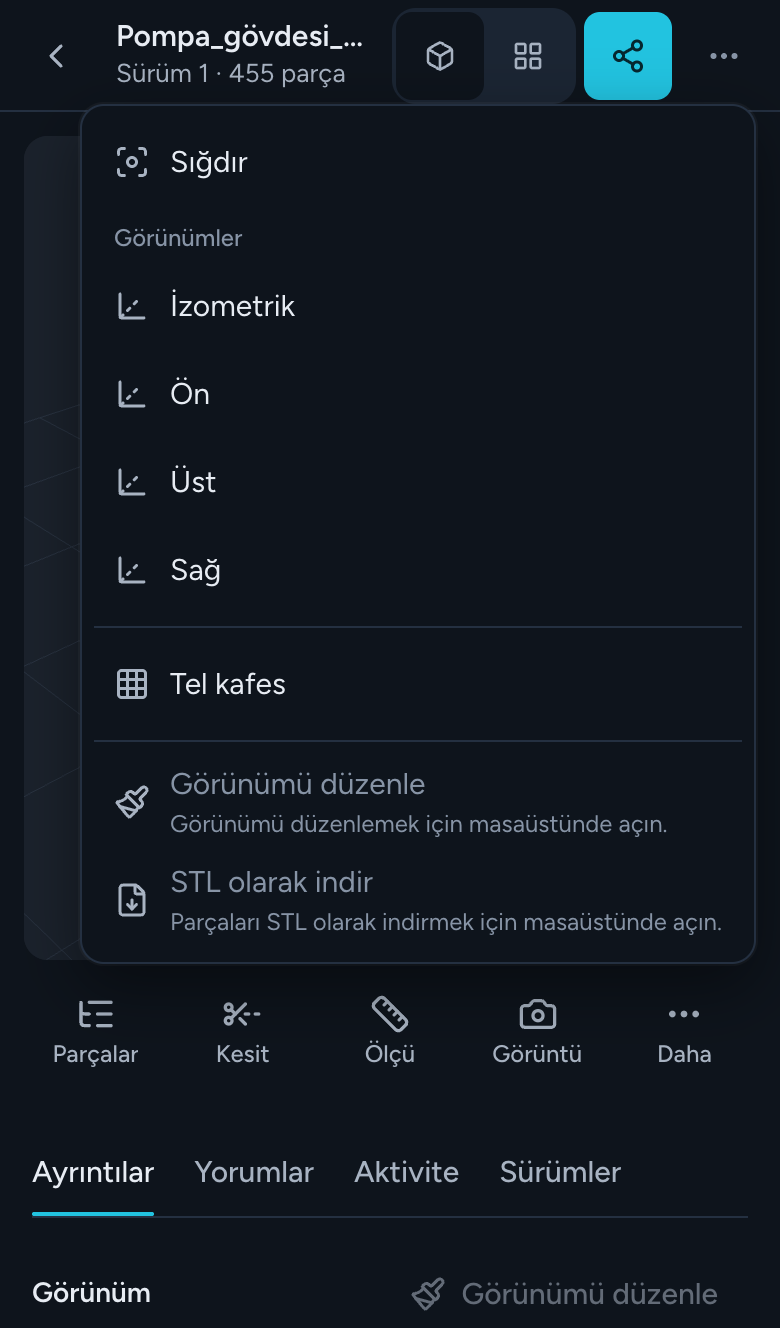 Pompa_gövdesi_...
Sürüm 1 · 455 parça
Sığdır
Görünümler
İzometrik
Ön
Üst
Sağ
Tel kafes
Görünümü düzenle
Görünümü düzenlemek için masaüstünde açın.
STL olarak indir
Parçaları STL olarak indirmek için masaüstünde açın.
Parçalar Kesit Ölçü Görüntü Daha
Ayrıntılar Yorumlar Aktivite Sürümler
Görünüm Görünümü düzenle